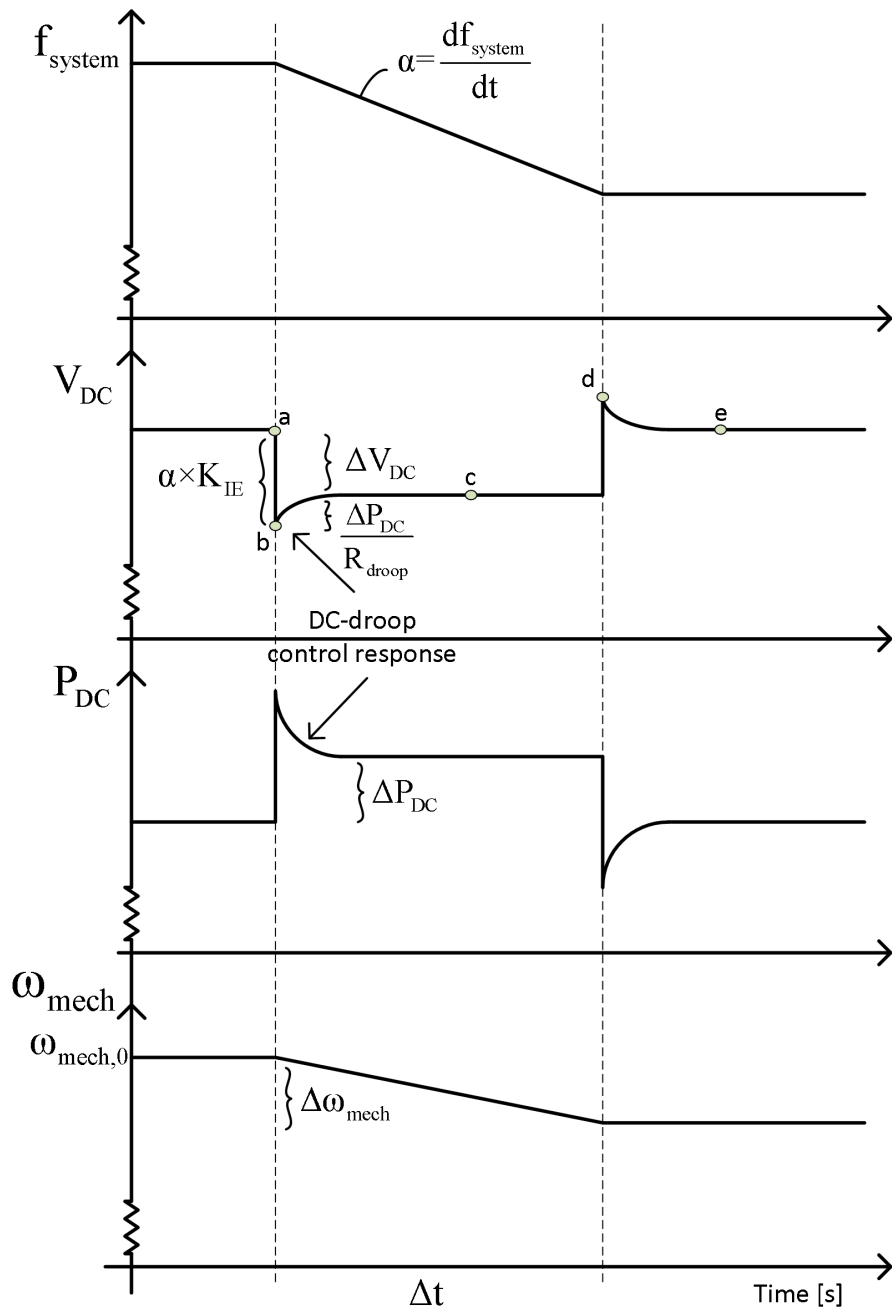 f_system
α= df_system
dt
V_DC
a
d
e
α×K_IE
ΔV_DC
c
b
ΔP_DC
R_droop
DC-droop
control response
P_DC
ΔP_DC
ω_mech
ω_mech,0
Δω_mech
Δt
Time [s]